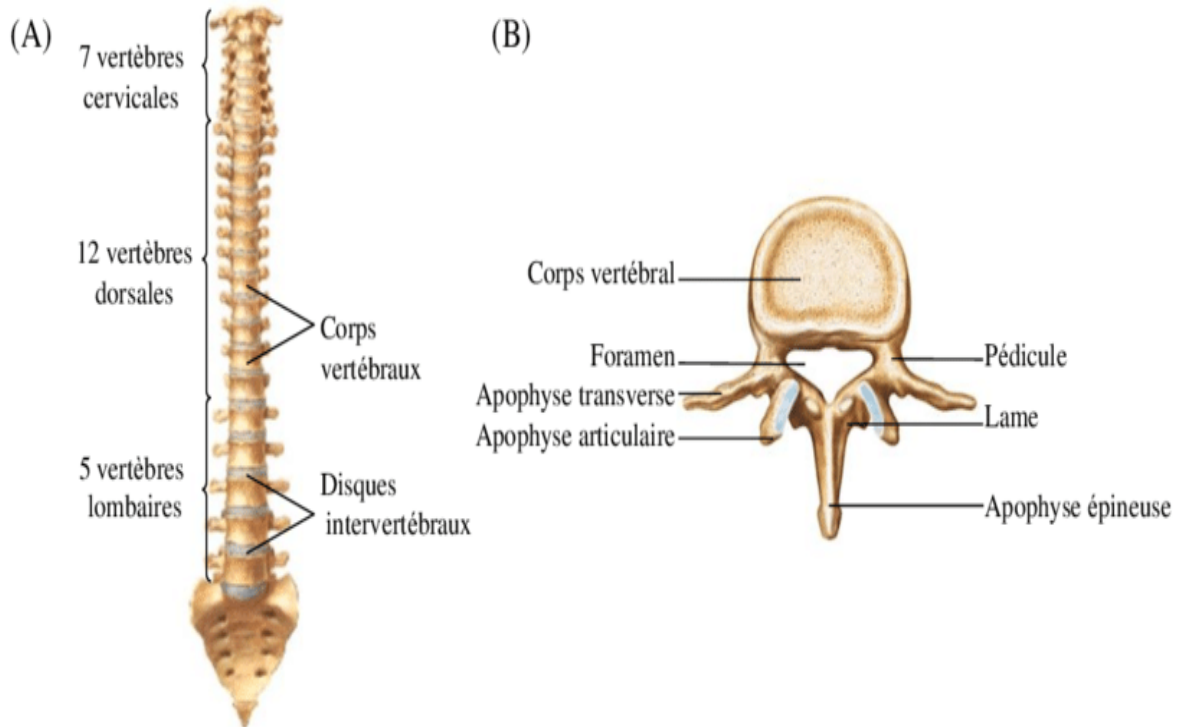 (A)
7 vertèbres
cervicales
12 vertèbres
dorsales
Corps
vertébraux
5 vertèbres
lombaires
Disques
intervertébraux
(B)
Corps vertébral
Foramen
Apophyse transverse
Apophyse articulaire
Pédicule
Lame
Apophyse épineuse